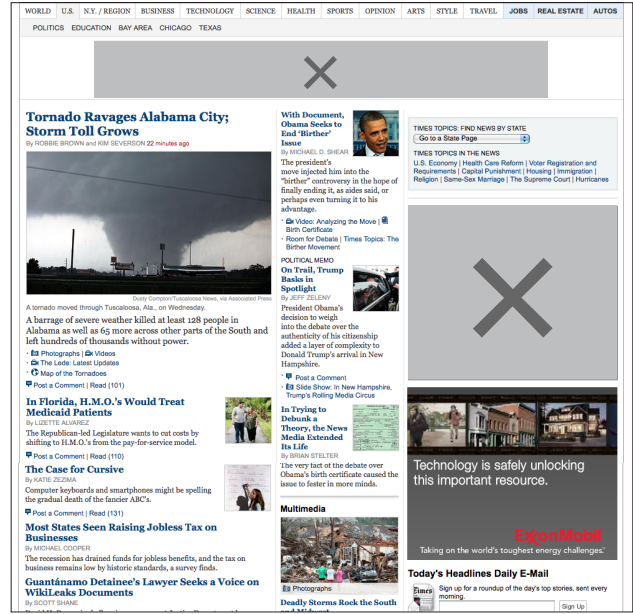 WORLD U.S. N.Y. / REGION BUSINESS TECHNOLOGY SCIENCE HEALTH SPORTS OPINION ARTS STYLE TRAVEL JOBS REAL ESTATE AUTOS
POLITICS EDUCATION BAY AREA CHICAGO TEXAS
Tornado Ravages Alabama City;
Storm Toll Grows
By ROBBIE BROWN and KIM SEVERSON 22 minutes ago
Dusty Compton/Tuscaloosa News, via Associated Press
A tornado moved through Tuscaloosa, Ala., on Wednesday.
A barrage of severe weather killed at least 128 people in
Alabama as well as 65 more across other parts of the South and
left hundreds of thousands without power.
Photographs | Videos
The Lede: Latest Updates
Map of the Tornadoes
Post a Comment | Read (101)
In Florida, H.M.O.'s Would Treat
Medicaid Patients
By LIZETTE ALVAREZ
The Republican-led Legislature wants to cut costs by
shifting to H.M.O.'s from the pay-for-service model.
Post a Comment | Read (110)
The Case for Cursive
By KATIE ZEZIMA
Computer keyboards and smartphones might be spelling
the gradual death of the fancier ABC's.
Post a Comment | Read (131)
Most States Seen Raising Jobless Tax on
Businesses
By MICHAEL COOPER
The recession has drained funds for jobless benefits, and the tax on
business remains low by historic standards, a survey finds.
Guantánamo Detainee's Lawyer Seeks a Voice on
WikiLeaks Documents
By SCOTT SHANE
With Document,
Obama Seeks to
End 'Birther'
Issue
By MICHAEL D. SHEAR
The president's
move injected him into the
"birther" controversy in the hope of
finally ending it, as aides said, or
perhaps even turning it to his
advantage.
Video: Analyzing the Move |
Birth Certificate
Room for Debate | Times Topics: The
Birther Movement
POLITICAL MEMO
On Trail, Trump
Basks in
Spotlight
By JEFF ZELENY
President Obama's
decision to weigh
into the debate over the
authenticity of his citizenship
added a layer of complexity to
Donald Trump's arrival in New
Hampshire.
Post a Comment
Slide Show: In New Hampshire,
Trump's Rolling Media Circus
In Trying to
Debunk a
Theory, the News
Media Extended
Its Life
By BRIAN STELTER
The very fact of the debate over
Obama's birth certificate caused the
issue to fester in more minds.
Multimedia
Photographs
Deadly Storms Rock the South
TIMES TOPICS: FIND NEWS BY STATE
Go to a State Page
TIMES TOPICS IN THE NEWS
U.S. Economy | Health Care Reform | Voter Registration and
Requirements | Capital Punishment | Housing | Immigration |
Religion | Same-Sex Marriage | The Supreme Court | Hurricanes
Technology is safely unlocking
this important resource.
ExxonMobil
Taking on the world's toughest energy challenges.
Today's Headlines Daily E-Mail
Times
Sign up for a roundup of the day's top stories, sent every
morning.
Sign Up